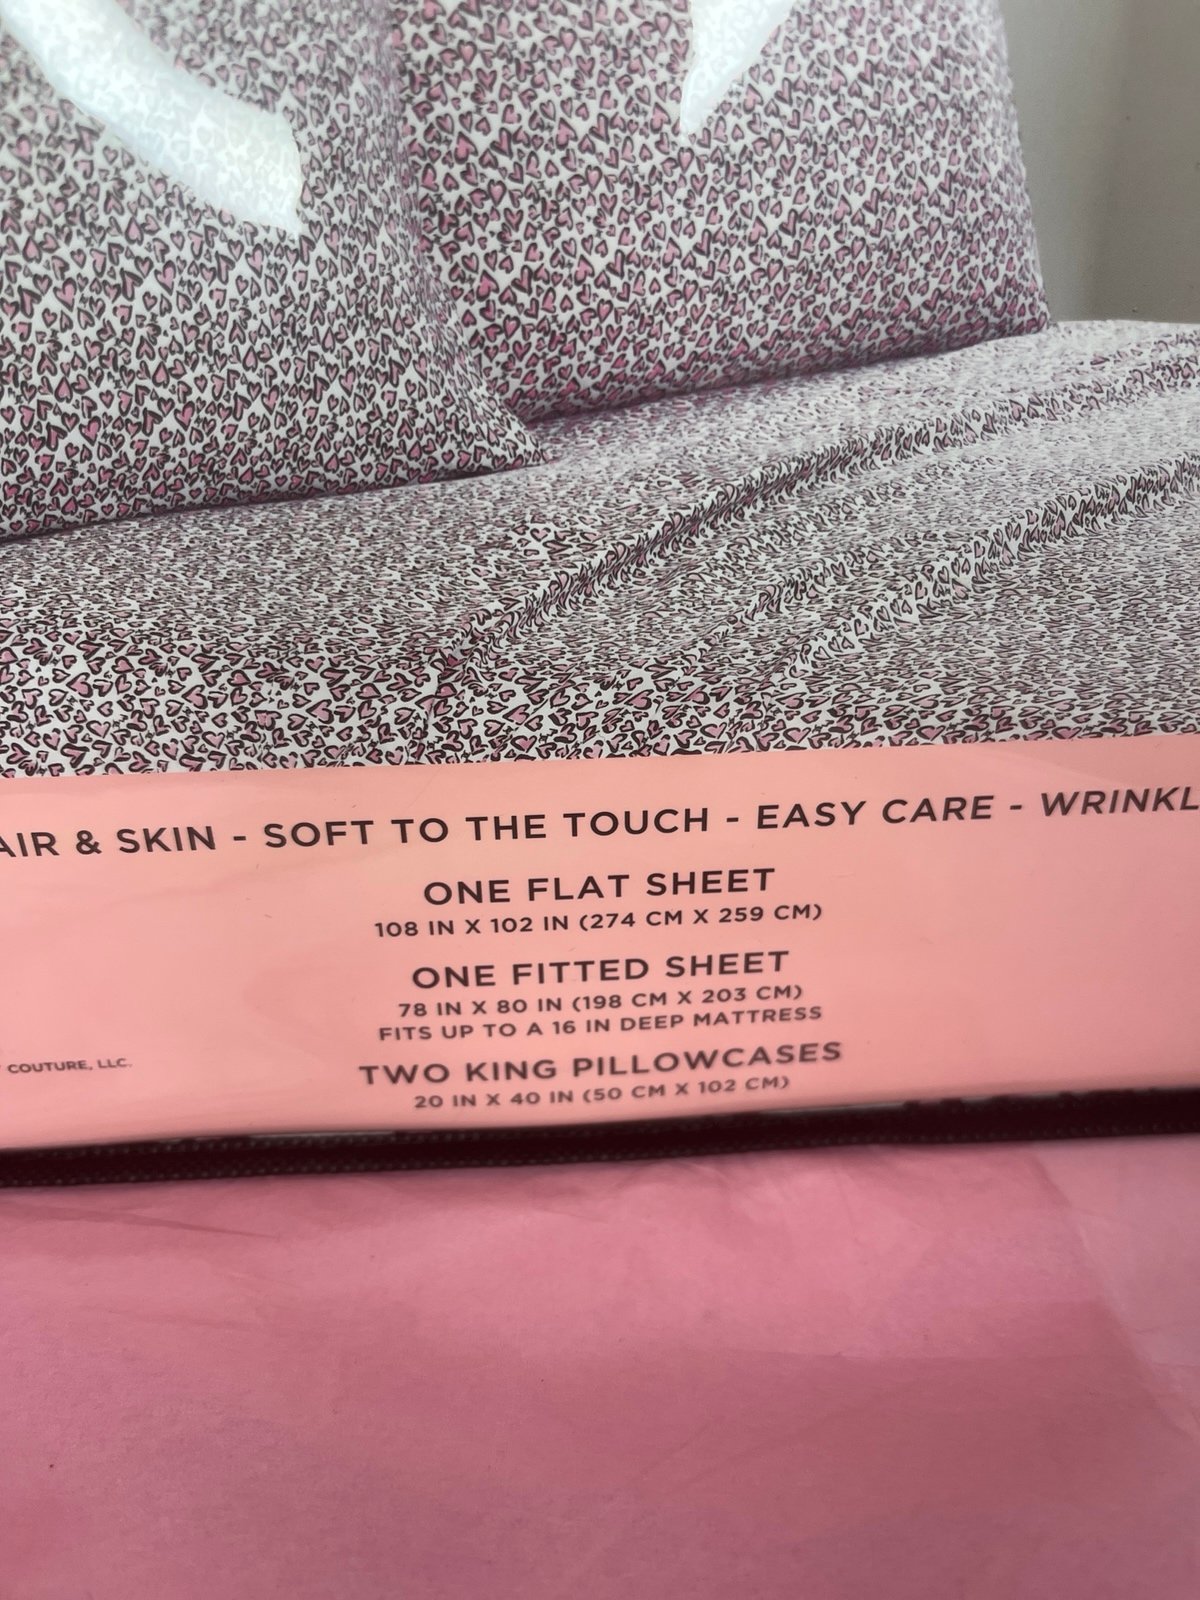 AIR & SKIN - SOFT TO THE TOUCH - EASY CARE - WRINKL
ONE FLAT SHEET
108 IN X 102 IN (274 CM X 259 CM)
ONE FITTED SHEET
78 IN X 80 IN (198 CM X 203 CM)
FITS UP TO A 16 IN DEEP MATTRESS
COUTURE, LLC.
TWO KING PILLOWCASES
20 IN X 40 IN (50 CM X 102 CM)